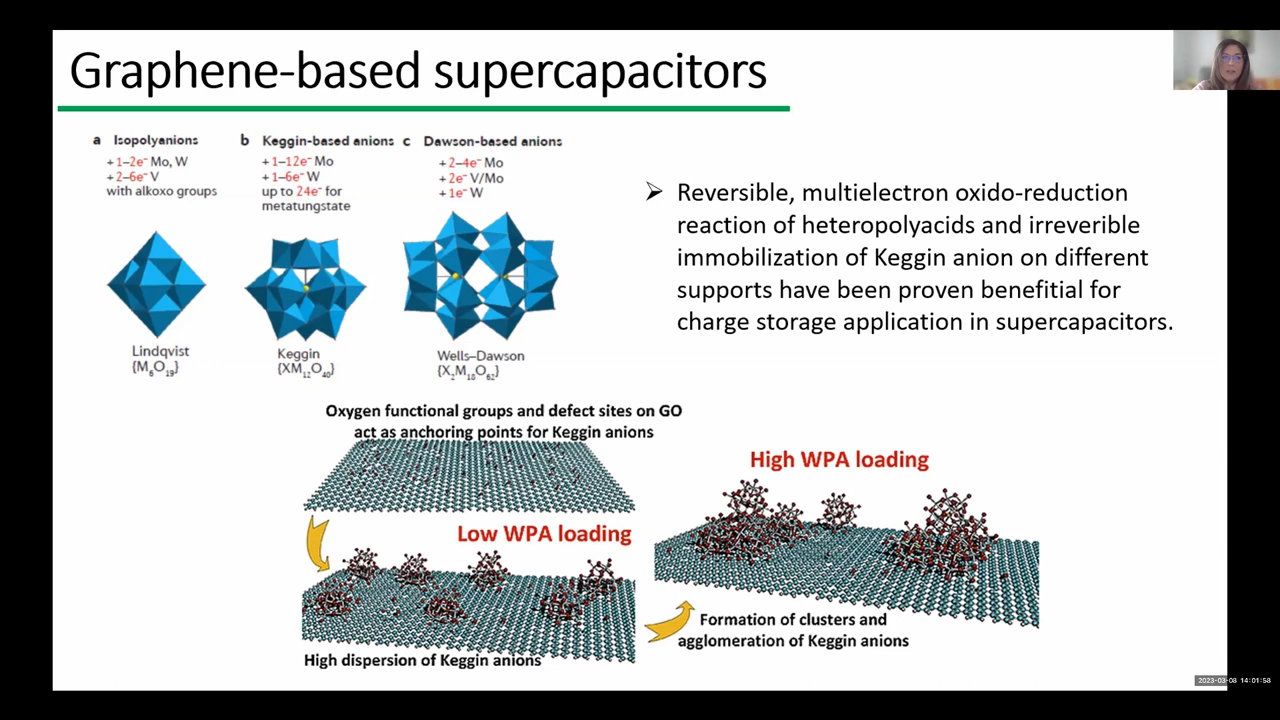 Graphene-based supercapacitors
a Isopolyanions
+1–2e⁻ Mo, W
+2–6e⁻ V
with alkoxo groups
Lindqvist
{M₆O₁₉}
b Keggin-based anions
+1–12e⁻ Mo
+1–6e⁻ W
up to 24e⁻ for
metatungstate
Keggin
{XM₁₂O₄₀}
c Dawson-based anions
+2–4e⁻ Mo
+2e⁻ V/Mo
+1e⁻ W
Wells–Dawson
{X₂M₁₈O₆₂}
➢ Reversible, multielectron oxido-reduction
reaction of heteropolyacids and irreverible
immobilization of Keggin anion on different
supports have been proven benefitial for
charge storage application in supercapacitors.
Oxygen functional groups and defect sites on GO
act as anchoring points for Keggin anions
Low WPA loading
High dispersion of Keggin anions
High WPA loading
Formation of clusters and
agglomeration of Keggin anions
2023-03-08 14:01:58